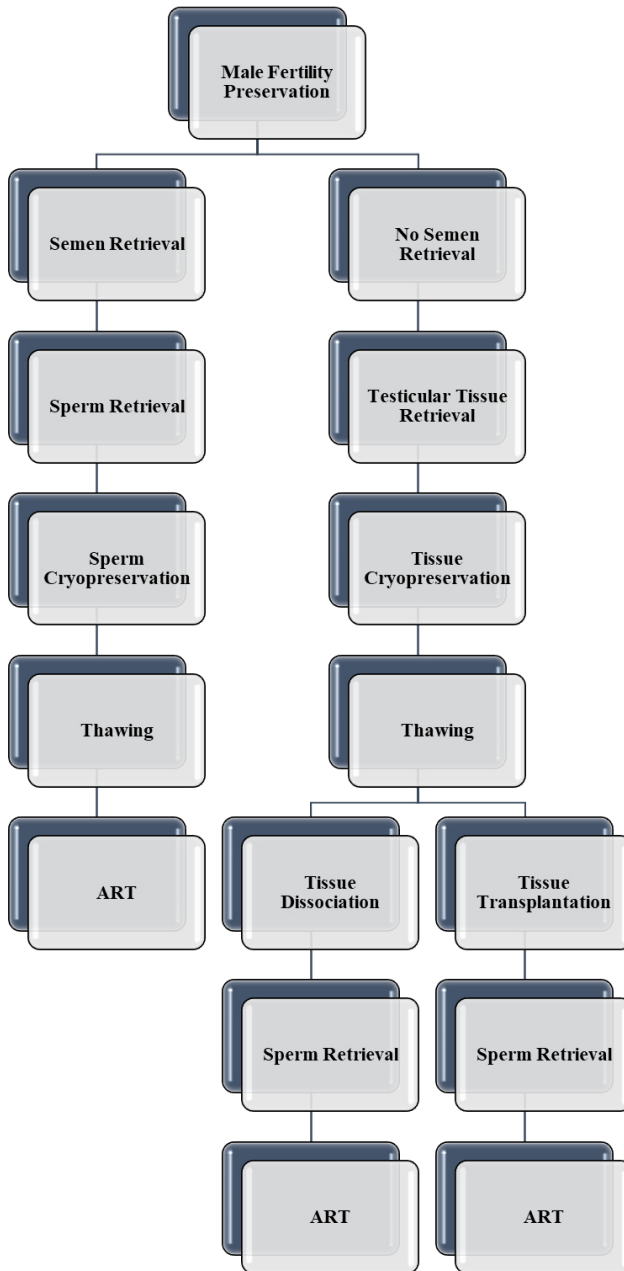 Male Fertility
Preservation
Semen Retrieval
No Semen
Retrieval
Sperm Retrieval
Testicular Tissue
Retrieval
Sperm
Cryopreservation
Tissue
Cryopreservation
Thawing
Thawing
ART
Tissue
Dissociation
Tissue
Transplantation
Sperm Retrieval
Sperm Retrieval
ART
ART